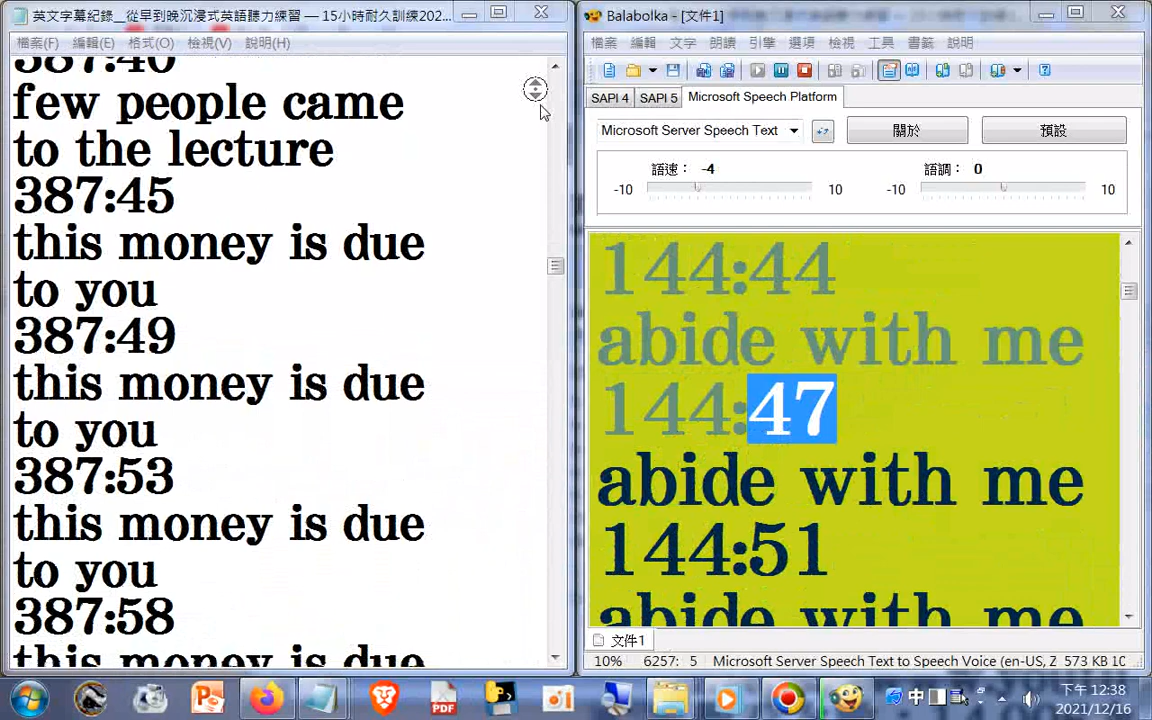 英文字幕紀錄__從早到晚沉浸式英語聽力練習 — 15小時耐久訓練202...
檔案(F) 編輯(E) 格式(O) 檢視(V) 說明(H)
387:40
few people came
to the lecture
387:45
this money is due
to you
387:49
this money is due
to you
387:53
this money is due
to you
387:58
this money is due
Balabolka - [文件1]
檔案 編輯 文字 朗讀 引擎 選項 檢視 工具 書籤 說明
SAPI 4 SAPI 5 Microsoft Speech Platform
Microsoft Server Speech Text 關於 預設
語速： -4 語調： 0
-10 10 -10 10
144:44
abide with me
144:47
abide with me
144:51
abide with me
文件1
10% 6257: 5 Microsoft Server Speech Text to Speech Voice (en-US, Z 573 KB 10
中 下午 12:38
2021/12/16